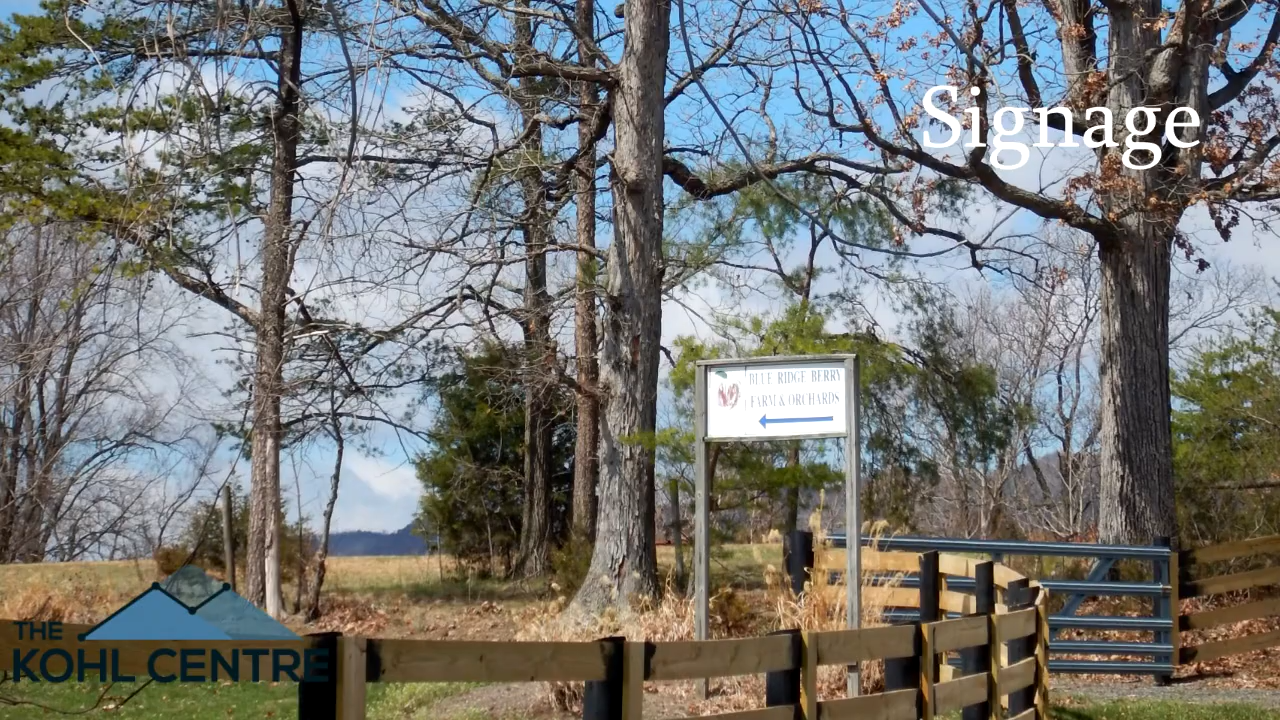 Signage
BLUE RIDGE BERRY
FARM & ORCHARDS
THE
KOHL CENTRE